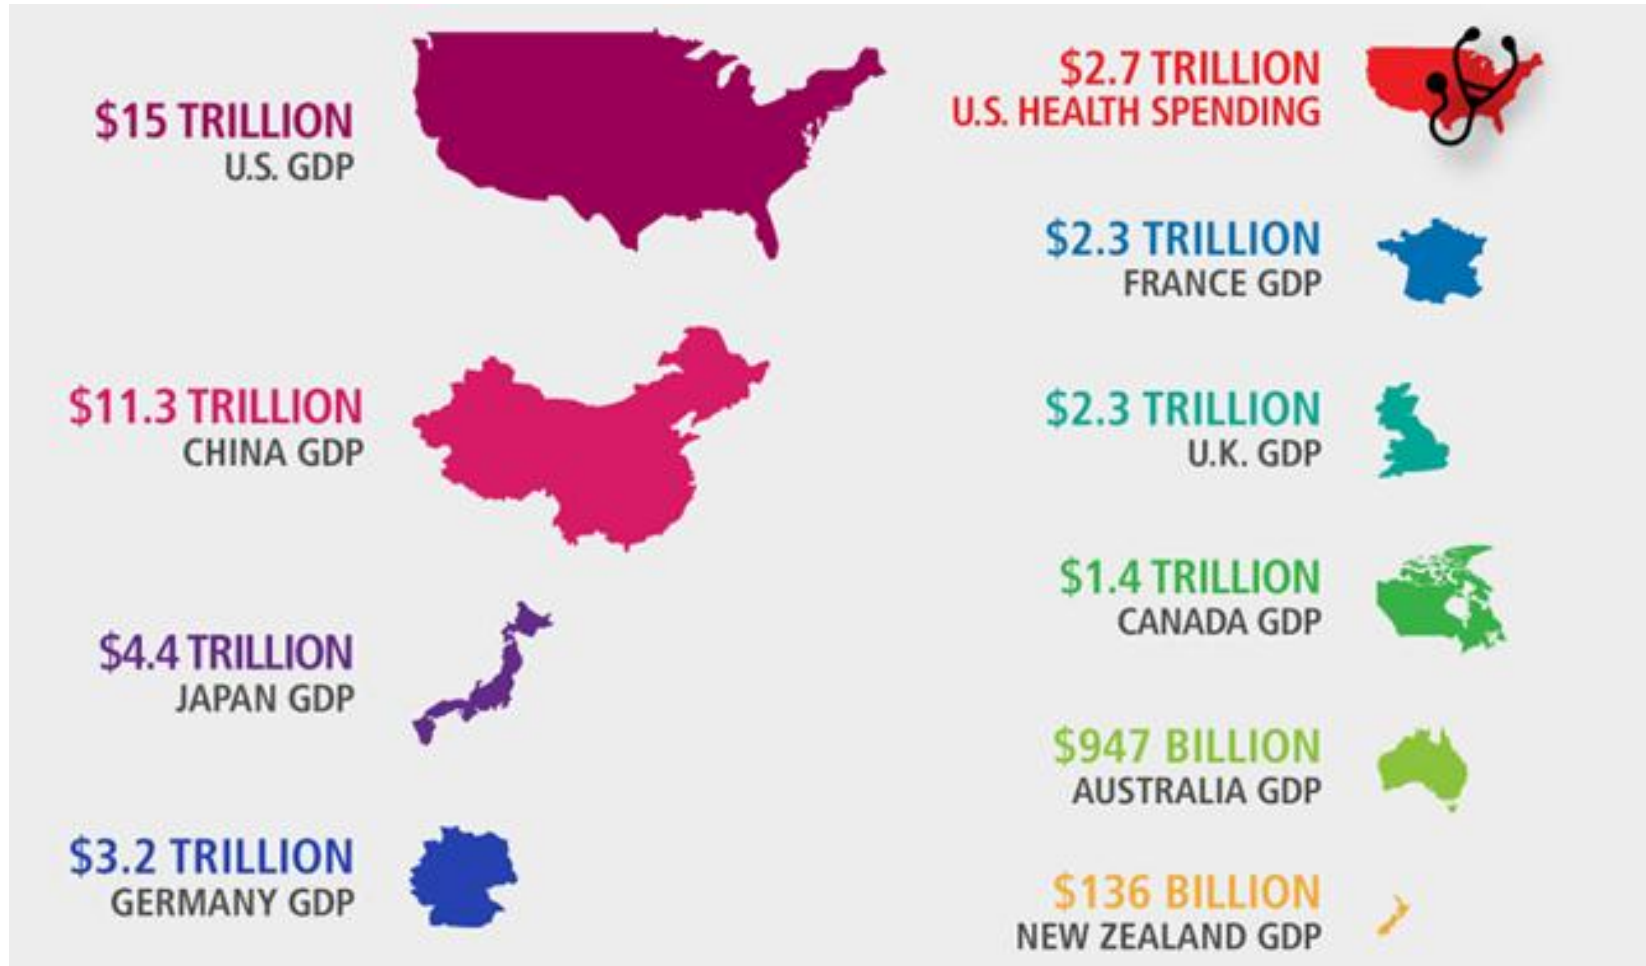 $15 TRILLION
U.S. GDP
$11.3 TRILLION
CHINA GDP
$4.4 TRILLION
JAPAN GDP
$3.2 TRILLION
GERMANY GDP
$2.7 TRILLION
U.S. HEALTH SPENDING
$2.3 TRILLION
FRANCE GDP
$2.3 TRILLION
U.K. GDP
$1.4 TRILLION
CANADA GDP
$947 BILLION
AUSTRALIA GDP
$136 BILLION
NEW ZEALAND GDP